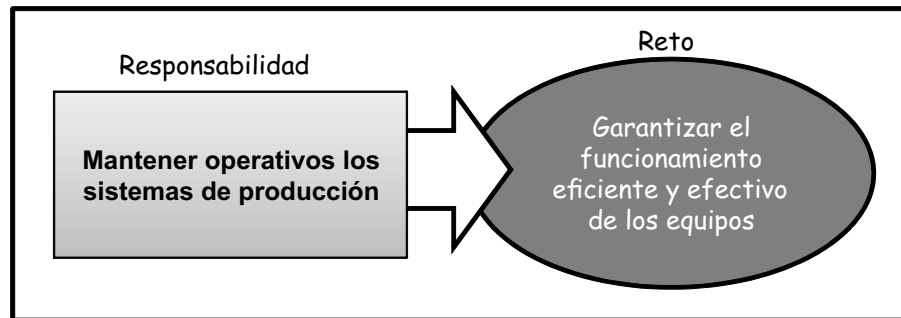 Responsabilidad
Mantener operativos los
sistemas de producción
Reto
Garantizar el
funcionamiento
eficiente y efectivo
de los equipos